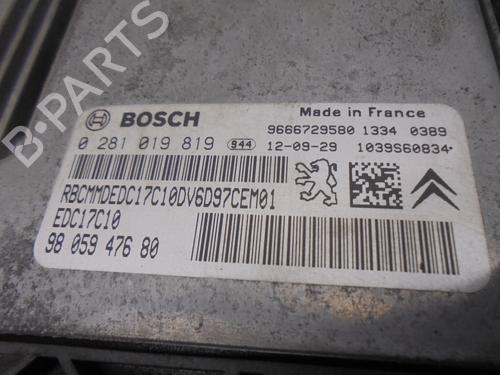 B-PARTS
BOSCH
Made in France
0 281 019 819 944
9666729580 1334 0389
12-09-29 1039S60834
RBCMMDEDC17C10DV6D97CEM01
EDC17C10
98 059 476 80